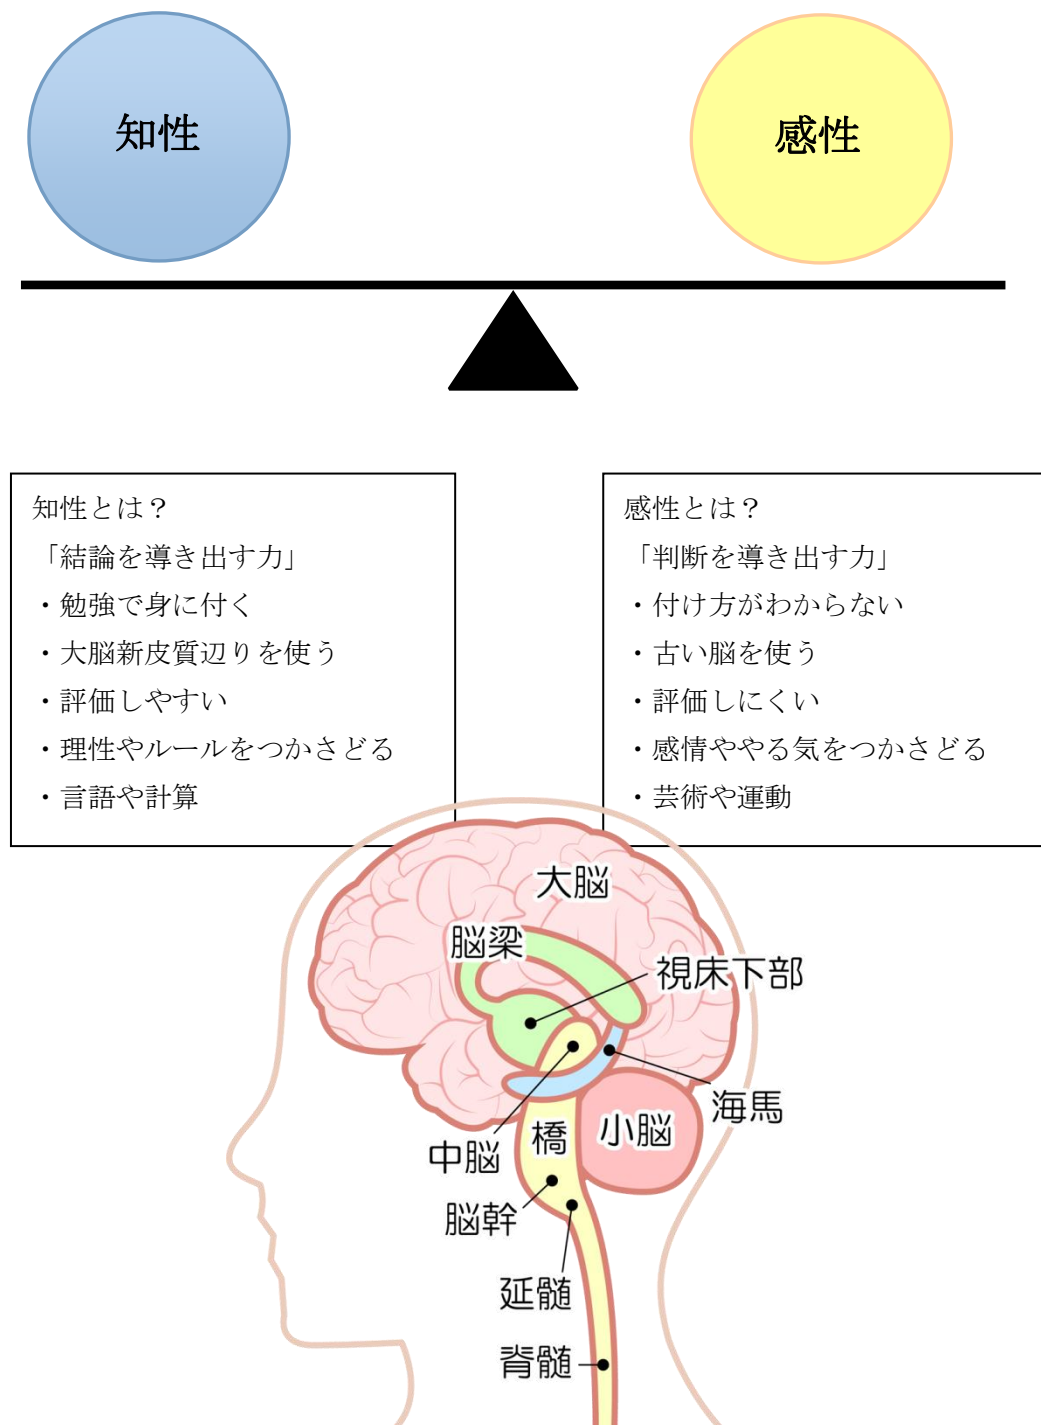 知性
感性
知性とは？
「結論を導き出す力」
・勉強で身に付く
・大脳新皮質辺りを使う
・評価しやすい
・理性やルールをつかさどる
・言語や計算
感性とは？
「判断を導き出す力」
・付け方がわからない
・古い脳を使う
・評価しにくい
・感情ややる気をつかさどる
・芸術や運動
大脳
脳梁
視床下部
海馬
小脳
橋
中脳
脳幹
延髄
脊髄